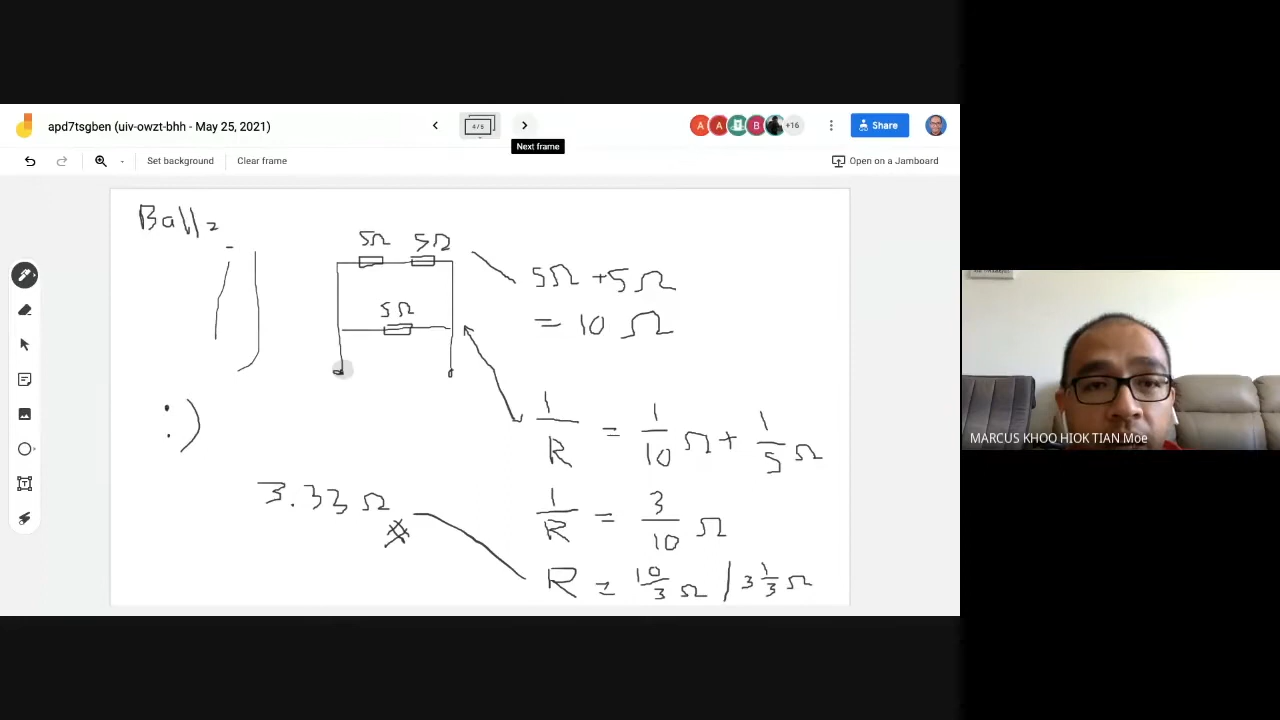 apd7tsgben (uiv-owzt-bhh - May 25, 2021)
4/5
A A T B +16
Share
Next frame
Set background
Clear frame
Open on a Jamboard
Ball 2
5Ω 5Ω
5Ω
5Ω +5Ω
= 10 Ω
:)
1/R = 1/10 Ω + 1/5 Ω
3.33 Ω
1/R = 3/10 Ω
R = 10/3 Ω / 3 1/3 Ω
MARCUS KHOO HIOK TIAN Moe